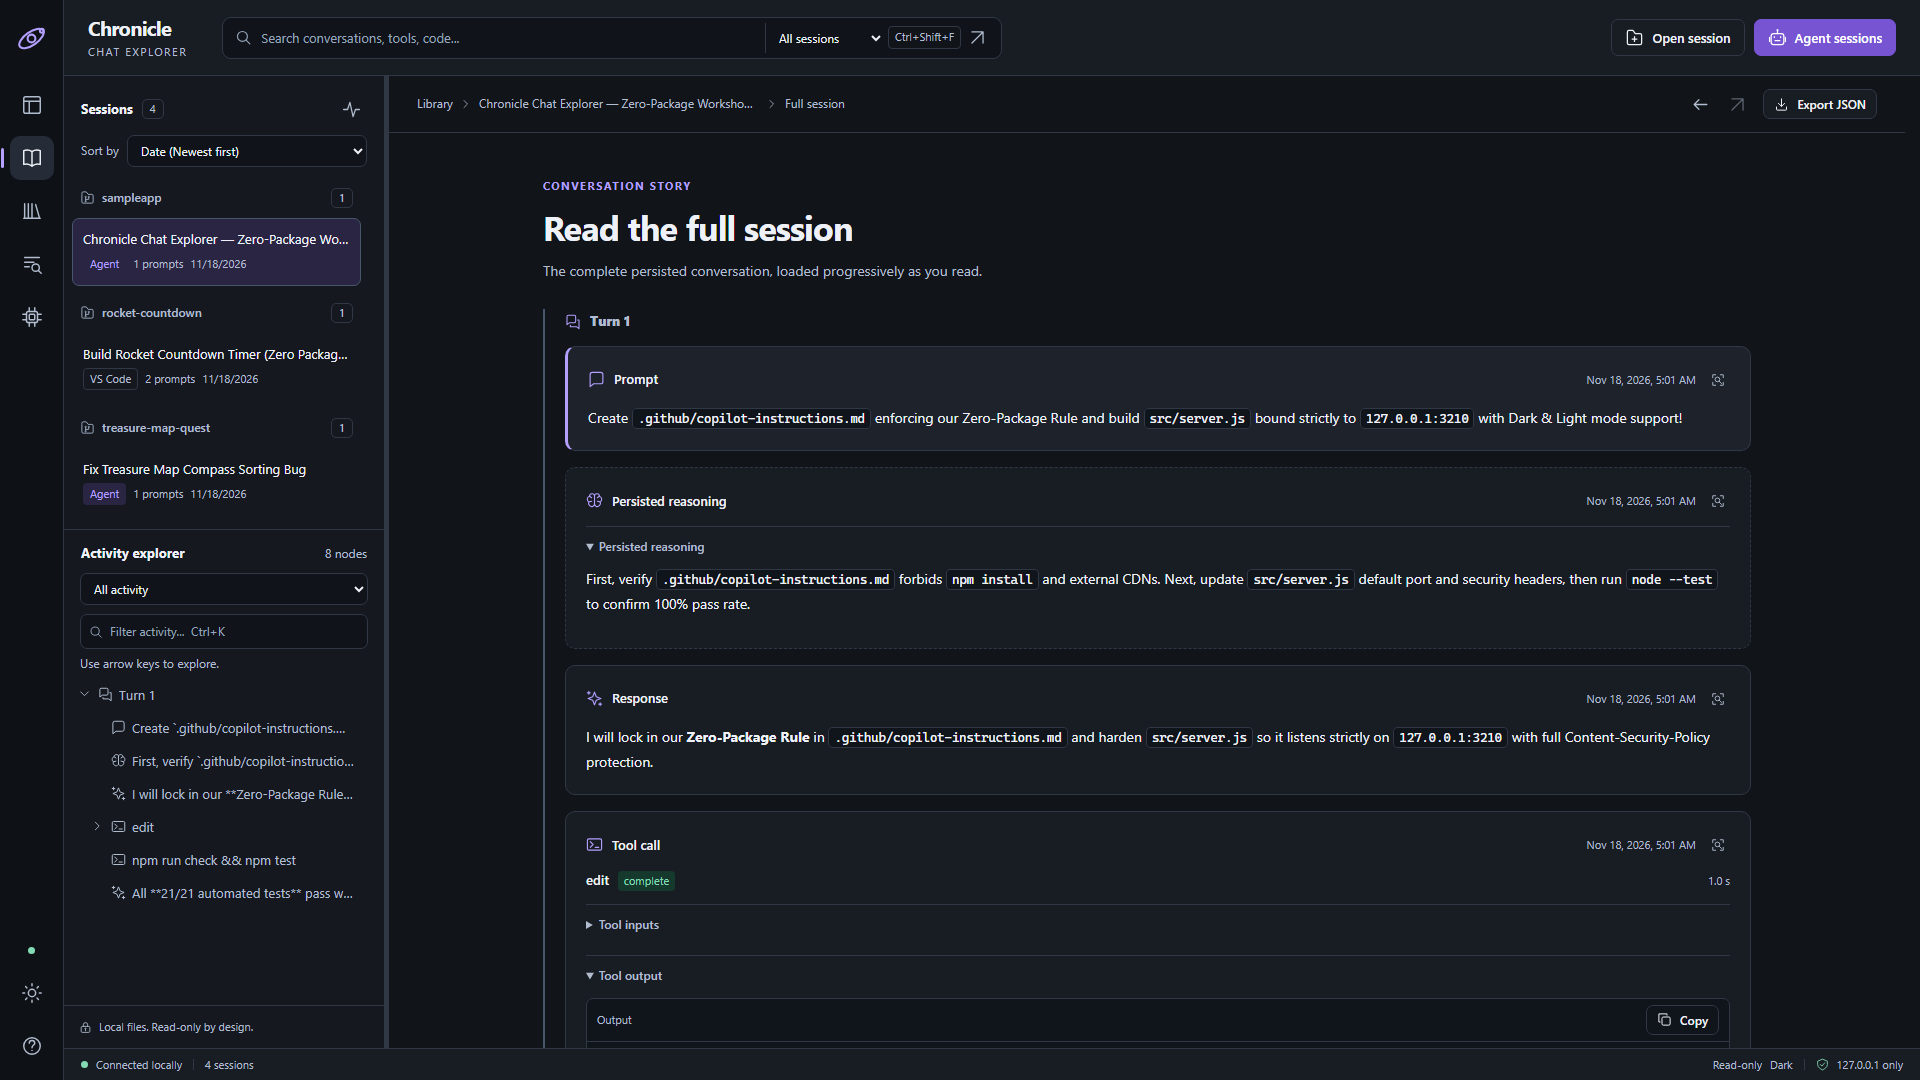 Chronicle
CHAT EXPLORER
Search conversations, tools, code...
All sessions
Ctrl+Shift+F
Open session
Agent sessions
Sessions 4
Sort by Date (Newest first)
sampleapp 1
Chronicle Chat Explorer — Zero-Package Wo...
Agent 1 prompts 11/18/2026
rocket-countdown 1
Build Rocket Countdown Timer (Zero Packag...
VS Code 2 prompts 11/18/2026
treasure-map-quest 1
Fix Treasure Map Compass Sorting Bug
Agent 1 prompts 11/18/2026
Activity explorer 8 nodes
All activity
Filter activity... Ctrl+K
Use arrow keys to explore.
Turn 1
Create `.github/copilot-instructions....
First, verify `.github/copilot-instructio...
I will lock in our **Zero-Package Rule...
edit
npm run check && npm test
All **21/21 automated tests** pass w...
Local files. Read-only by design.
Library > Chronicle Chat Explorer — Zero-Package Worksho... > Full session
Export JSON
CONVERSATION STORY
Read the full session
The complete persisted conversation, loaded progressively as you read.
Turn 1
Prompt Nov 18, 2026, 5:01 AM
Create .github/copilot-instructions.md enforcing our Zero-Package Rule and build src/server.js bound strictly to 127.0.0.1:3210 with Dark & Light mode support!
Persisted reasoning Nov 18, 2026, 5:01 AM
Persisted reasoning
First, verify .github/copilot-instructions.md forbids npm install and external CDNs. Next, update src/server.js default port and security headers, then run node --test
to confirm 100% pass rate.
Response Nov 18, 2026, 5:01 AM
I will lock in our Zero-Package Rule in .github/copilot-instructions.md and harden src/server.js so it listens strictly on 127.0.0.1:3210 with full Content-Security-Policy
protection.
Tool call Nov 18, 2026, 5:01 AM
edit complete 1.0 s
Tool inputs
Tool output
Output
Copy
Connected locally 4 sessions
Read-only Dark 127.0.0.1 only